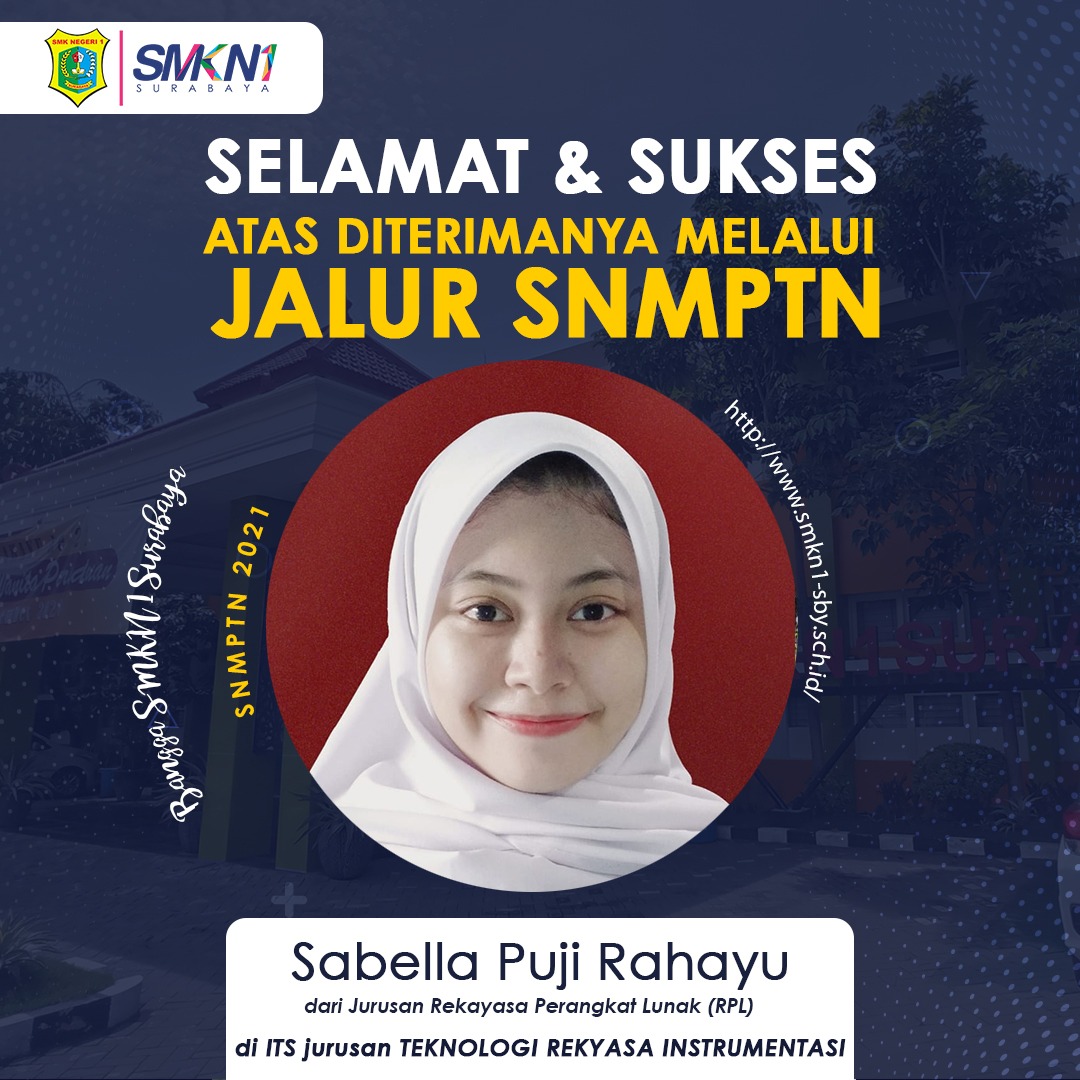 SMK NEGERI 1
SMKN1
SURABAYA
SELAMAT & SUKSES
ATAS DITERIMANYA MELALUI
JALUR SNMPTN
Bangga SMKN 1 Surabaya
SNMPTN 2021
http://www.smkn1-sby.sch.id/
Sabella Puji Rahayu
dari Jurusan Rekayasa Perangkat Lunak (RPL)
di ITS jurusan TEKNOLOGI REKYASA INSTRUMENTASI